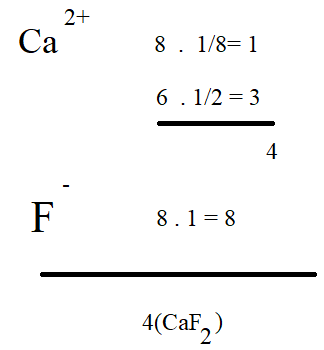 Ca²⁺ 8 . 1/8= 1
6 . 1/2 = 3
4
F⁻ 8 . 1 = 8
4(CaF₂)